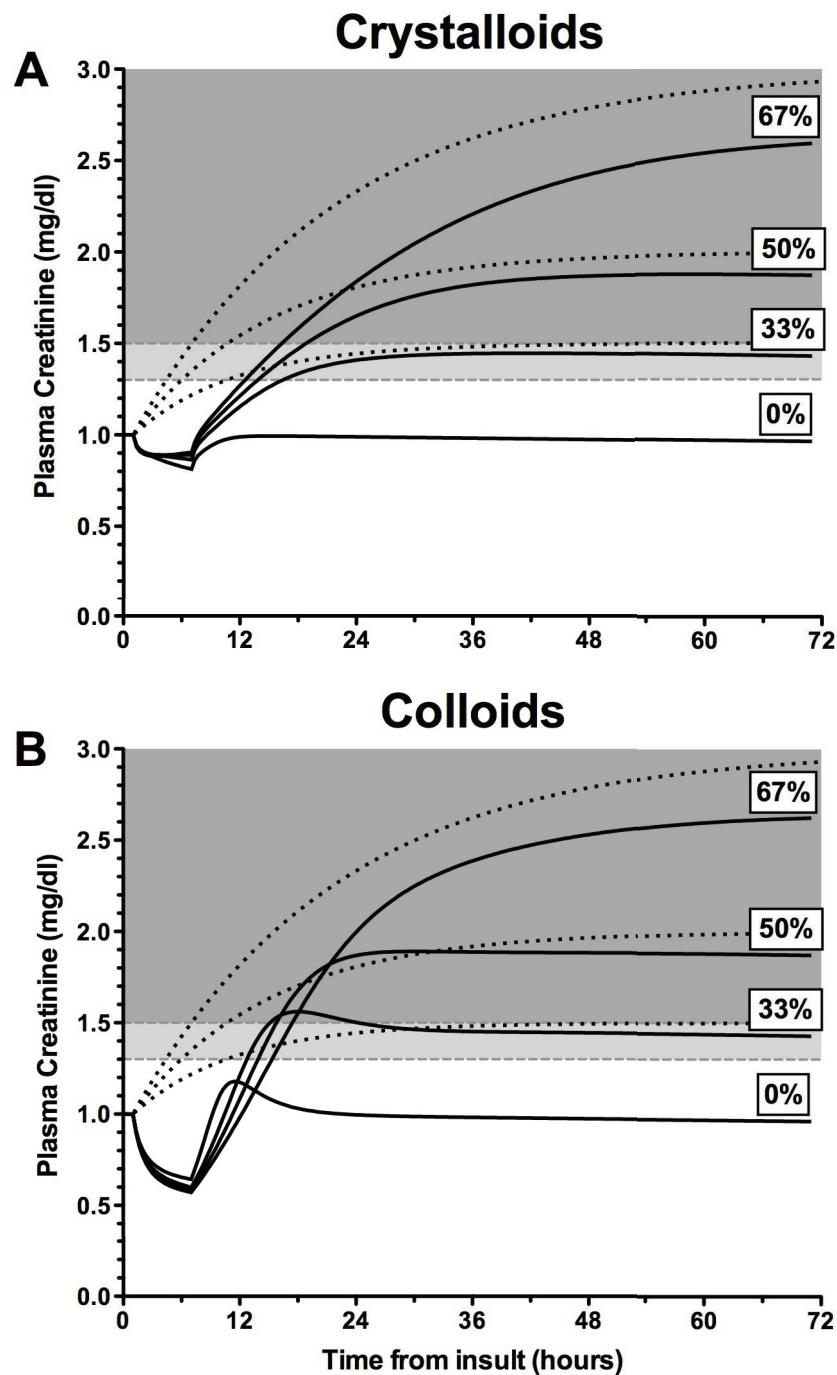 Crystalloids
A
Plasma Creatinine (mg/dl)
3.0
2.5
2.0
1.5
1.0
0.5
0.0
67%
50%
33%
0%
0 12 24 36 48 60 72
Colloids
B
Plasma Creatinine (mg/dl)
3.0
2.5
2.0
1.5
1.0
0.5
0.0
67%
50%
33%
0%
0 12 24 36 48 60 72
Time from insult (hours)